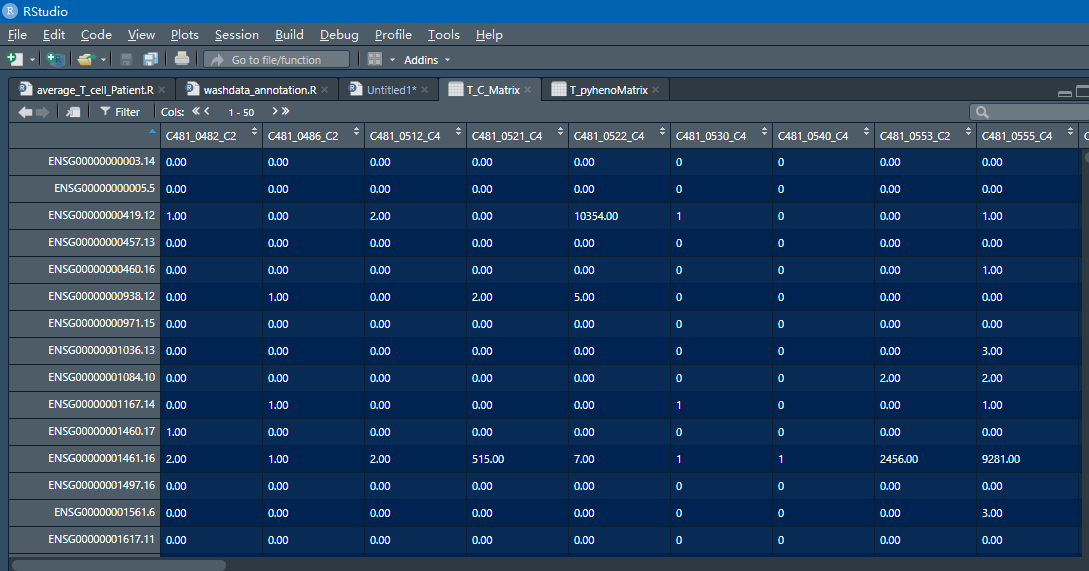 RStudio
File Edit Code View Plots Session Build Debug Profile Tools Help
Go to file/function Addins
average_T_cell_Patient.R washdata_annotation.R Untitled1* T_C_Matrix T_pyhenoMatrix
Filter Cols: 1 - 50
C481_0482_C2 C481_0486_C2 C481_0512_C4 C481_0521_C4 C481_0522_C4 C481_0530_C4 C481_0540_C4 C481_0553_C2 C481_0555_C4 C
ENSG00000000003.14 0.00 0.00 0.00 0.00 0.00 0 0 0.00 0.00
ENSG00000000005.5 0.00 0.00 0.00 0.00 0.00 0 0 0.00 0.00
ENSG00000000419.12 1.00 0.00 2.00 0.00 10354.00 1 0 0.00 1.00
ENSG00000000457.13 0.00 0.00 0.00 0.00 0.00 0 0 0.00 0.00
ENSG00000000460.16 0.00 0.00 0.00 0.00 0.00 0 0 0.00 1.00
ENSG00000000938.12 0.00 1.00 0.00 2.00 5.00 0 0 0.00 0.00
ENSG00000000971.15 0.00 0.00 0.00 0.00 0.00 0 0 0.00 0.00
ENSG00000001036.13 0.00 0.00 0.00 0.00 0.00 0 0 0.00 3.00
ENSG00000001084.10 0.00 0.00 0.00 0.00 0.00 0 0 2.00 2.00
ENSG00000001167.14 0.00 1.00 0.00 0.00 0.00 1 0 0.00 1.00
ENSG00000001460.17 1.00 0.00 0.00 0.00 0.00 0 0 0.00 0.00
ENSG00000001461.16 2.00 1.00 2.00 515.00 7.00 1 1 2456.00 9281.00
ENSG00000001497.16 0.00 0.00 0.00 0.00 0.00 0 0 0.00 0.00
ENSG00000001561.6 0.00 0.00 0.00 0.00 0.00 0 0 0.00 3.00
ENSG00000001617.11 0.00 0.00 0.00 0.00 0.00 0 0 0.00 0.00